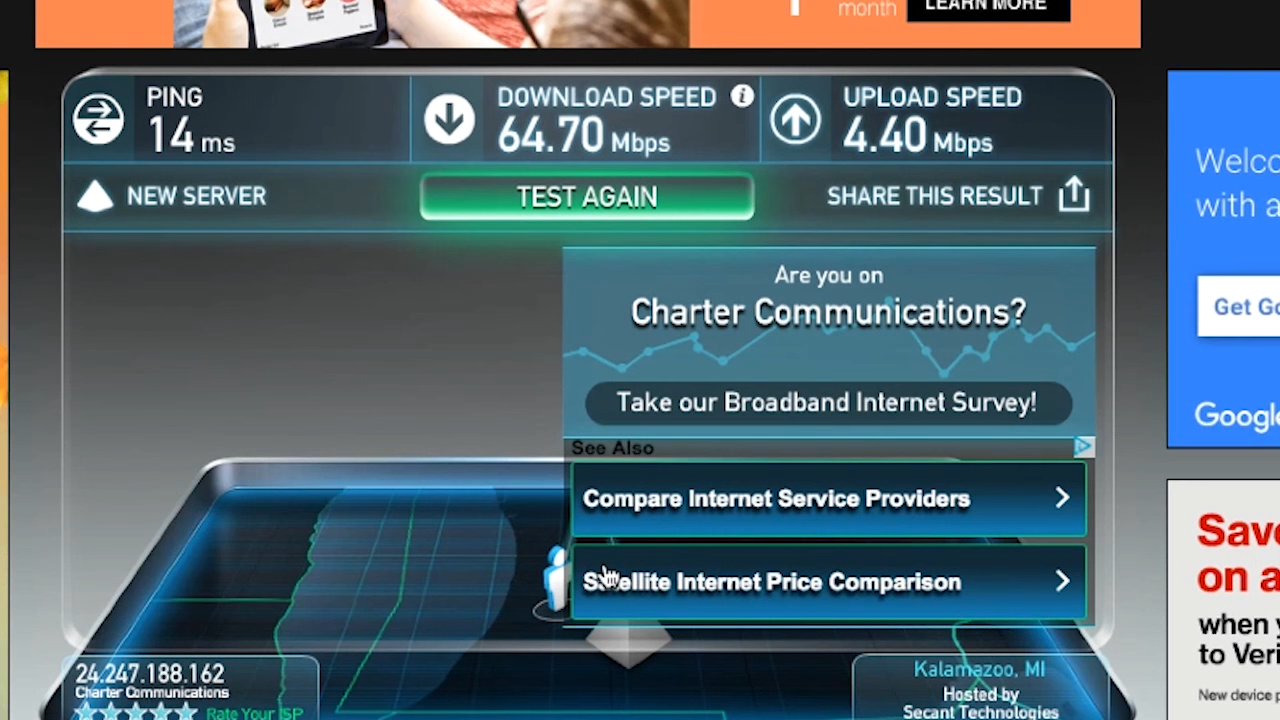 month
LEARN MORE
PING
14 ms
DOWNLOAD SPEED
64.70 Mbps
UPLOAD SPEED
4.40 Mbps
NEW SERVER
TEST AGAIN
SHARE THIS RESULT
Are you on
Charter Communications?
Take our Broadband Internet Survey!
See Also
Compare Internet Service Providers
Satellite Internet Price Comparison
24.247.188.162
Charter Communications
Rate Your ISP
Kalamazoo, MI
Hosted by
Secant Technologies
Welco
with a
Get Go
Google
Save
on a
when y
to Veri
New device p